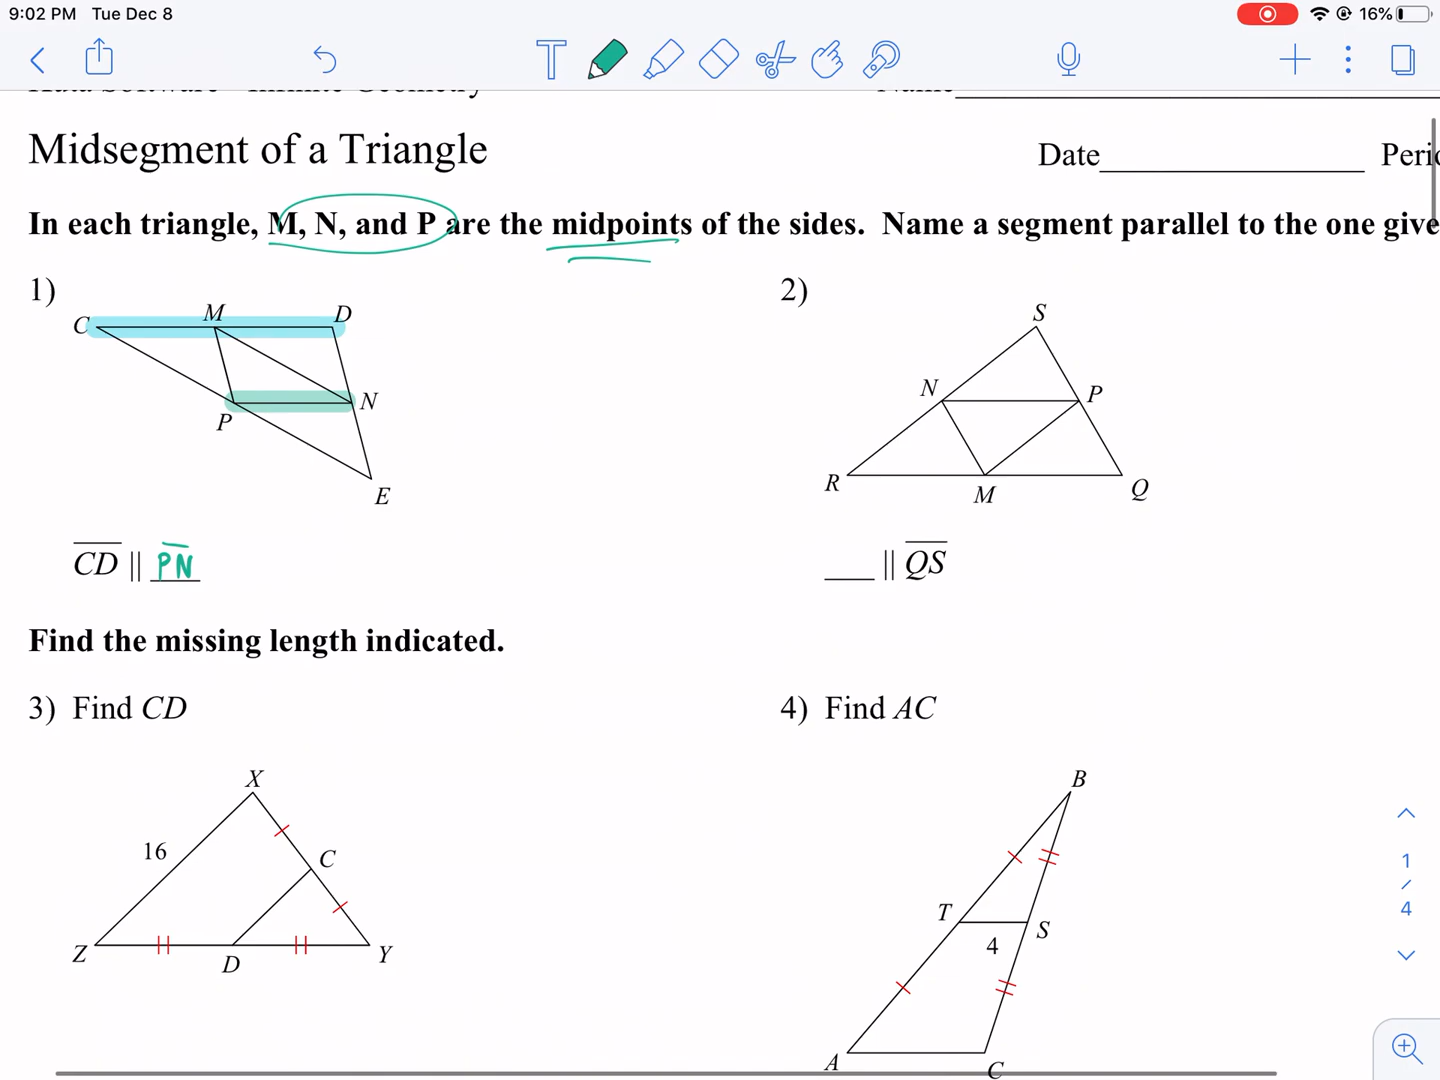 9:02 PM Tue Dec 8
16%
Midsegment of a Triangle
Date Peri
In each triangle, M, N, and P are the midpoints of the sides. Name a segment parallel to the one give
1)
C M D
P N
E
CD || PN
2)
S
N P
R M Q
|| QS
Find the missing length indicated.
3) Find CD
X
16 C
Z D Y
4) Find AC
B
T S
4
A C
1
/
4